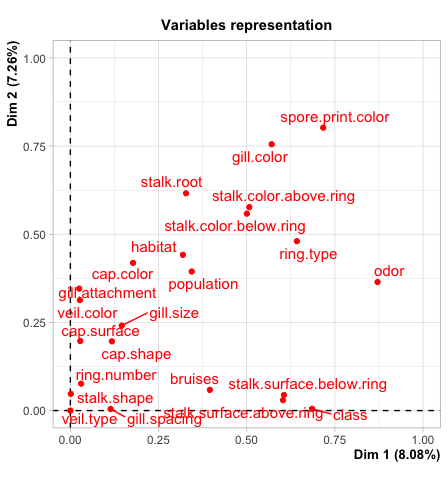 Variables representation
Dim 2 (7.26%)
1.00
0.75
0.50
0.25
0.00
spore.print.color
gill.color
stalk.root
stalk.color.above.ring
stalk.color.below.ring
habitat
ring.type
cap.color
population
odor
gill.attachment
veil.color
gill.size
cap.surface
cap.shape
ring.number
bruises
stalk.surface.below.ring
stalk.shape
stalk.surface.above.ring
class
veil.type
gill.spacing
0.00
0.25
0.50
0.75
1.00
Dim 1 (8.08%)